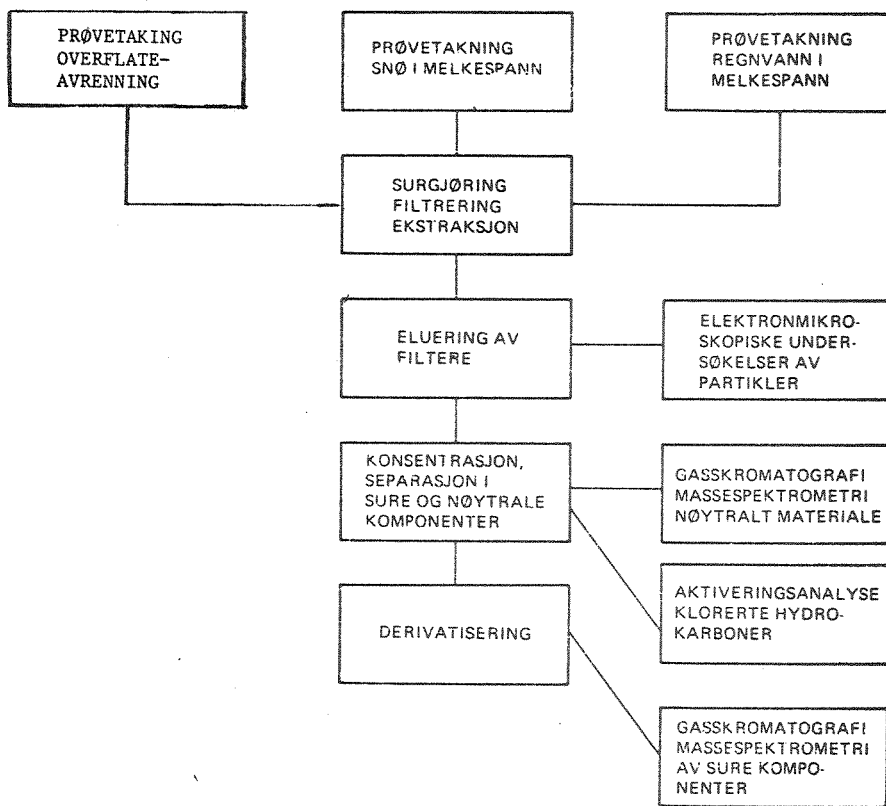 PRØVETAKING
OVERFLATE-
AVRENNING
PRØVETAKNING
SNØ I MELKESPANN
PRØVETAKNING
REGNVANN I
MELKESPANN
SURGJØRING
FILTRERING
EKSTRAKSJON
ELUERING AV
FILTERE
ELEKTRONMIKRO-
SKOPISKE UNDER-
SØKELSER AV
PARTIKLER
KONSENTRASJON,
SEPARASJON I
SURE OG NØYTRALE
KOMPONENTER
GASSKROMATOGRAFI
MASSESPEKTROMETRI
NØYTRALT MATERIALE
AKTIVERINGSANALYSE
KLORERTE HYDRO-
KARBONER
DERIVATISERING
GASSKROMATOGRAFI
MASSESPEKTROMETRI
AV SURE KOMPO-
NENTER